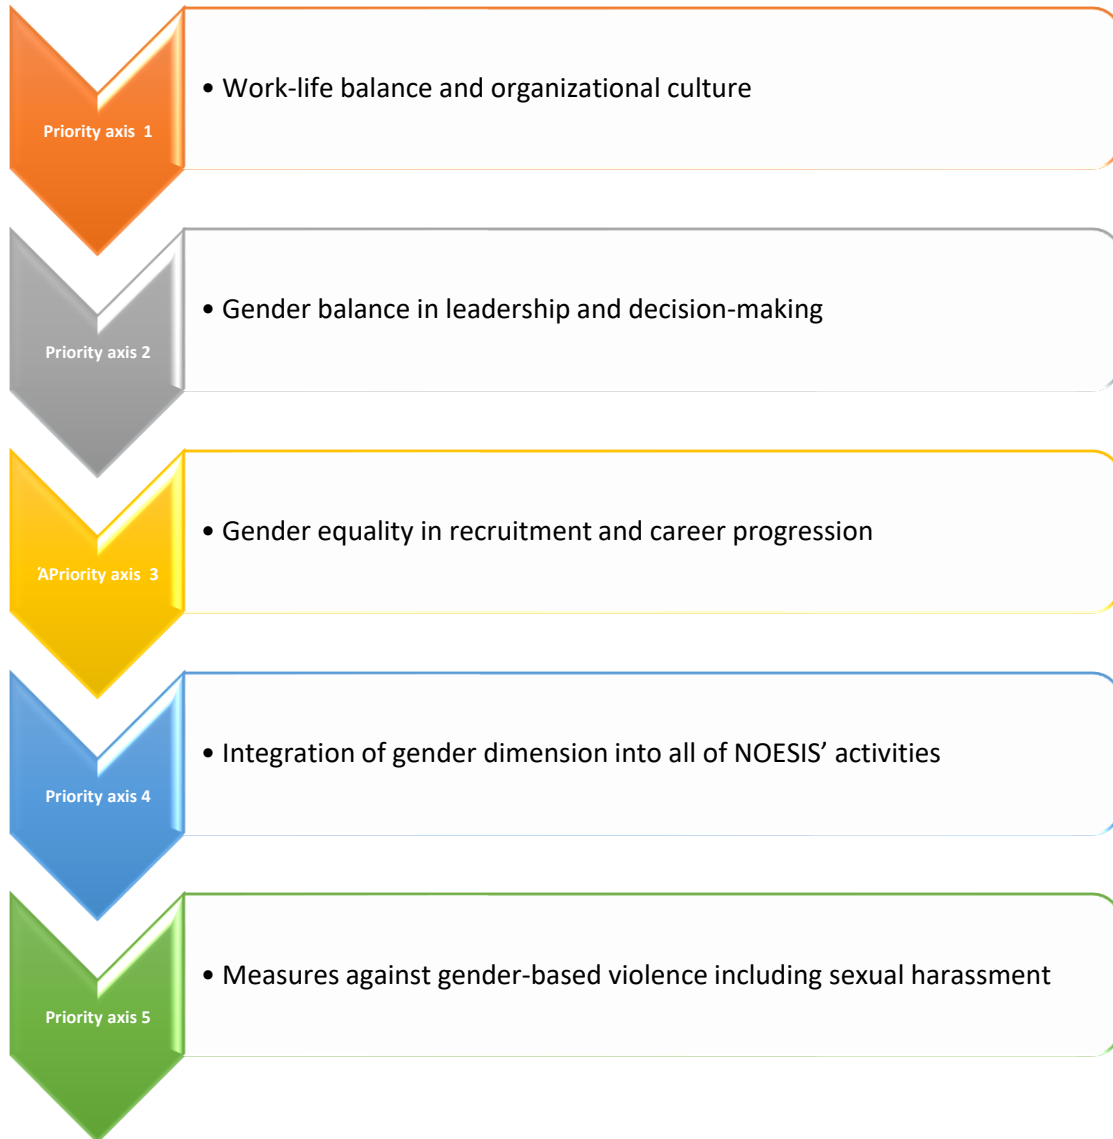 Priority axis  1
• Work-life balance and organizational culture
Priority axis 2
• Gender balance in leadership and decision-making
ΆPriority axis  3
• Gender equality in recruitment and career progression
Priority axis 4
• Integration of gender dimension into all of NOESIS’ activities
Priority axis 5
• Measures against gender-based violence including sexual harassment